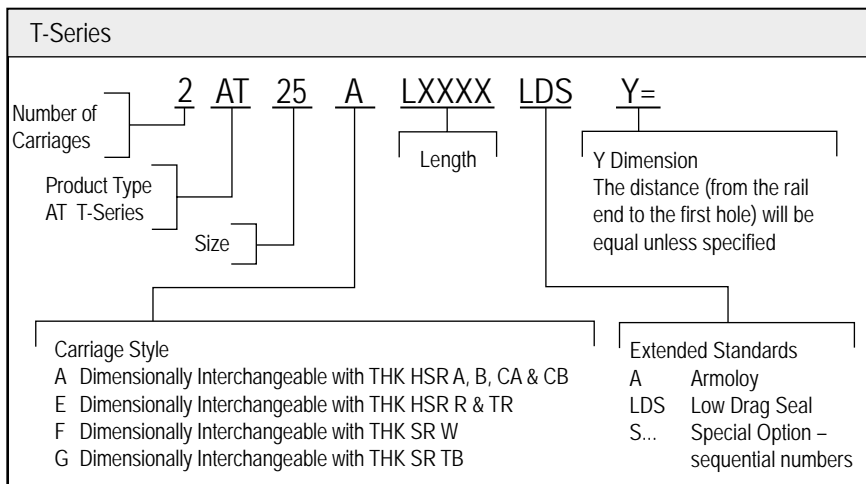 T-Series
2 AT 25 A LXXXX LDS Y=
Number of
Carriages
Product Type
AT T-Series
Size
Length
Y Dimension
The distance (from the rail
end to the first hole) will be
equal unless specified
Carriage Style
A Dimensionally Interchangeable with THK HSR A, B, CA & CB
E Dimensionally Interchangeable with THK HSR R & TR
F Dimensionally Interchangeable with THK SR W
G Dimensionally Interchangeable with THK SR TB
Extended Standards
A Armoloy
LDS Low Drag Seal
S... Special Option –
sequential numbers